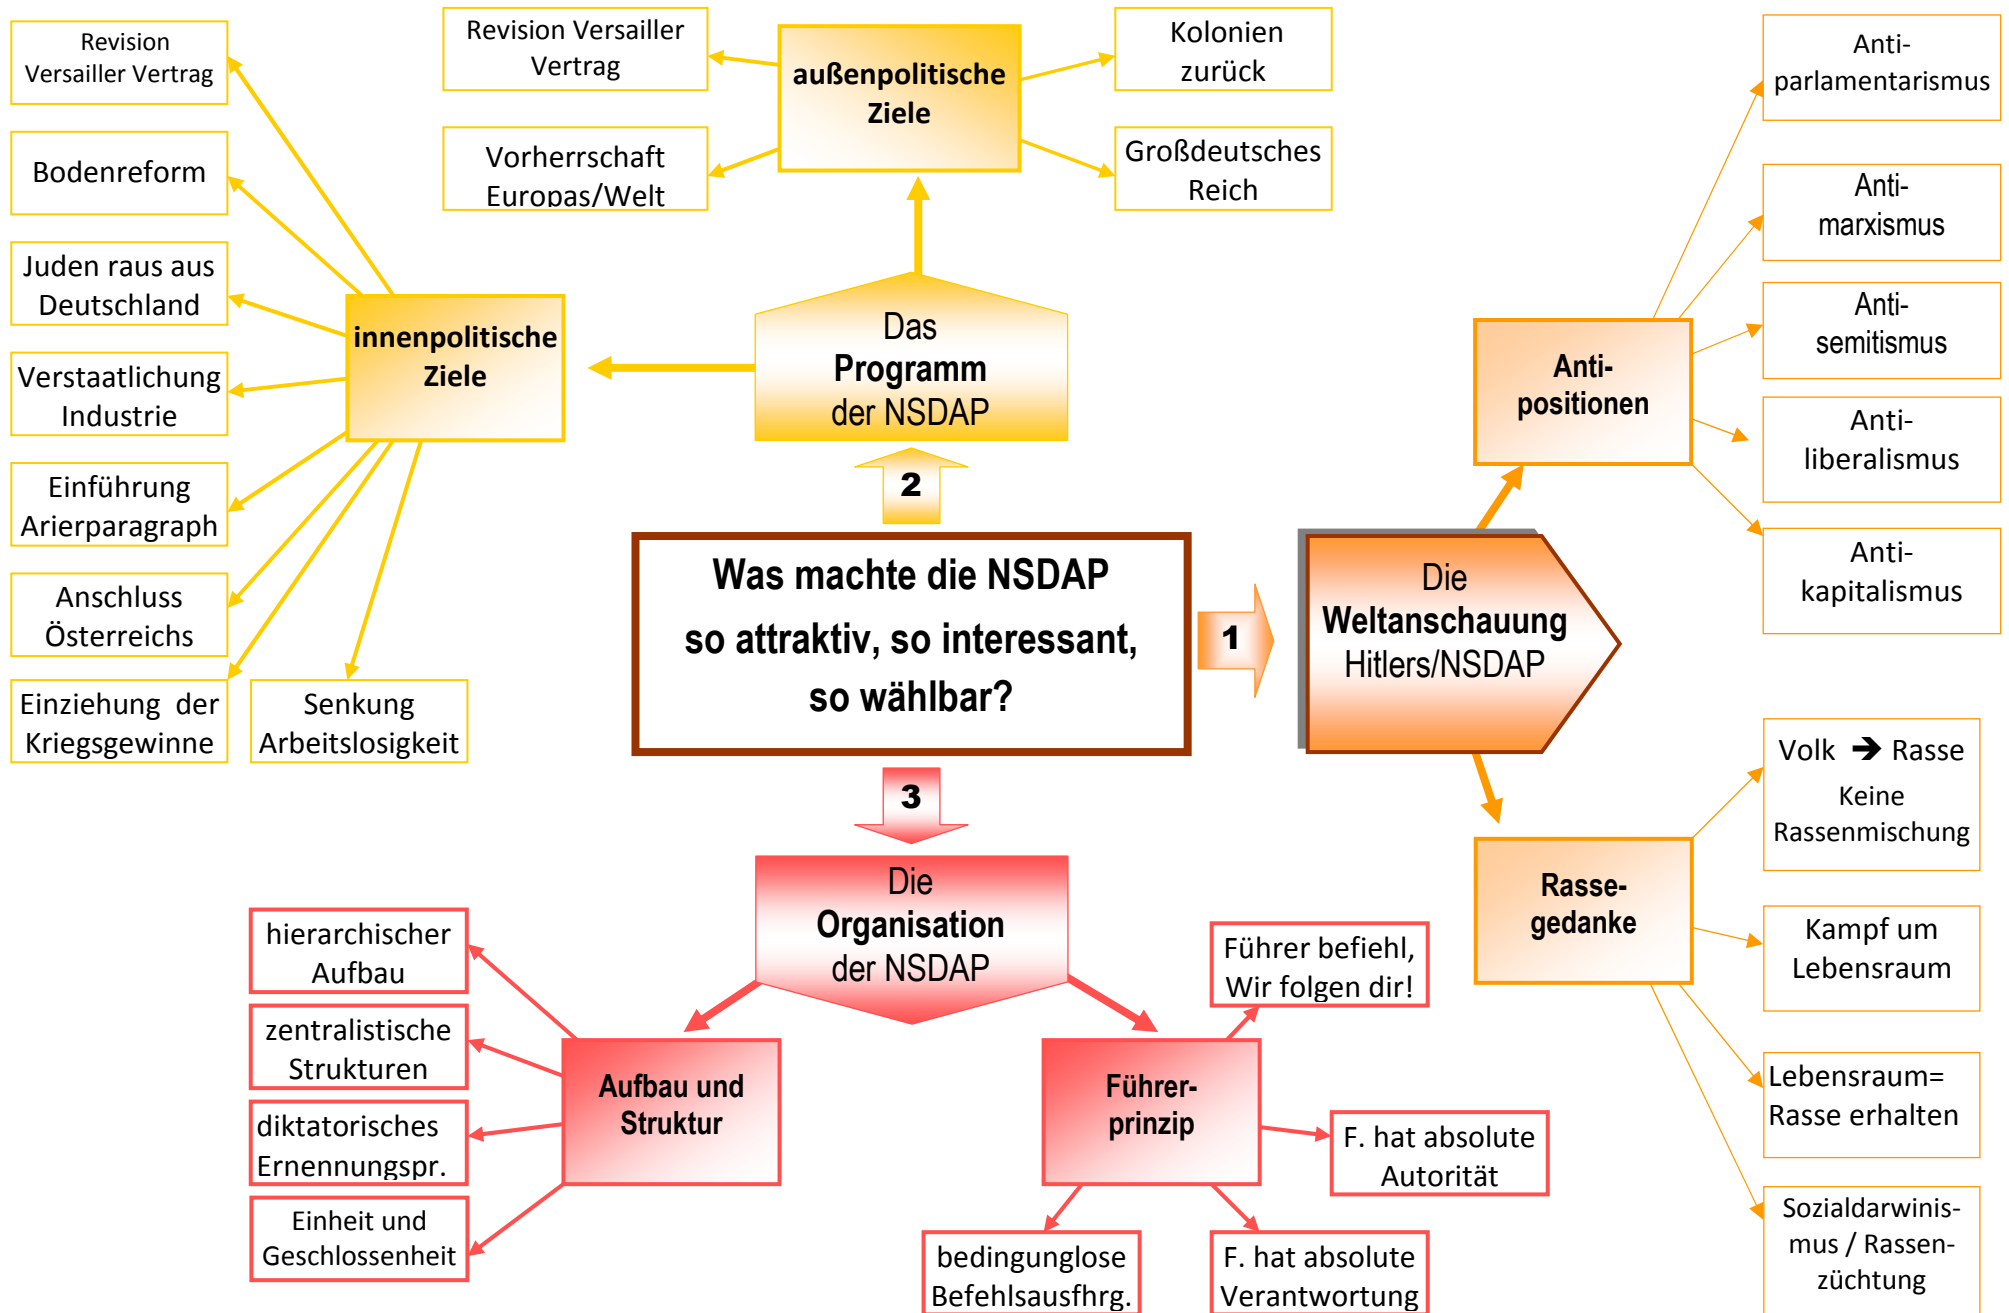 Revision
Versailler Vertrag
Bodenreform
Juden raus aus
Deutschland
Verstaatlichung
Industrie
Einführung
Arierparagraph
Anschluss
Österreichs
Einziehung der
Kriegsgewinne
Senkung
Arbeitslosigkeit
innenpolitische
Ziele
Revision Versailler
Vertrag
Vorherrschaft
Europas/Welt
außenpolitische
Ziele
Kolonien
zurück
Großdeutsches
Reich
Das
Programm
der NSDAP
2
Was machte die NSDAP
so attraktiv, so interessant,
so wählbar?
1
Die
Weltanschauung
Hitlers/NSDAP
Anti-
positionen
Anti-
parlamentarismus
Anti-
marxismus
Anti-
semitismus
Anti-
liberalismus
Anti-
kapitalismus
Rasse-
gedanke
Volk ➔ Rasse
Keine
Rassenmischung
Kampf um
Lebensraum
Lebensraum=
Rasse erhalten
Sozialdarwinis-
mus / Rassen-
züchtung
3
Die
Organisation
der NSDAP
Aufbau und
Struktur
hierarchischer
Aufbau
zentralistische
Strukturen
diktatorisches
Ernennungspr.
Einheit und
Geschlossenheit
Führer-
prinzip
Führer befiehl,
Wir folgen dir!
F. hat absolute
Autorität
bedingunglose
Befehlsausfhrg.
F. hat absolute
Verantwortung